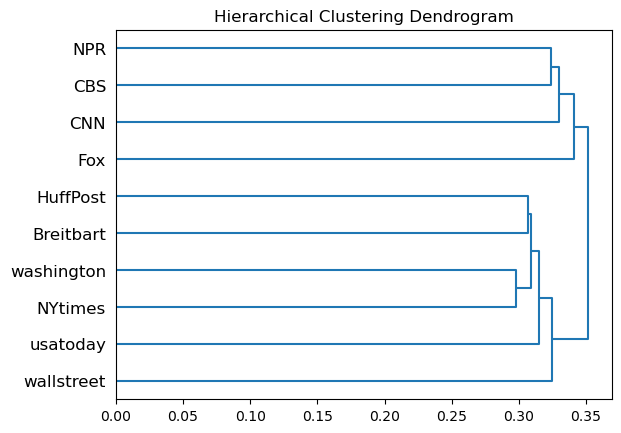 Hierarchical Clustering Dendrogram
NPR
CBS
CNN
Fox
HuffPost
Breitbart
washington
NYtimes
usatoday
wallstreet
0.00 0.05 0.10 0.15 0.20 0.25 0.30 0.35